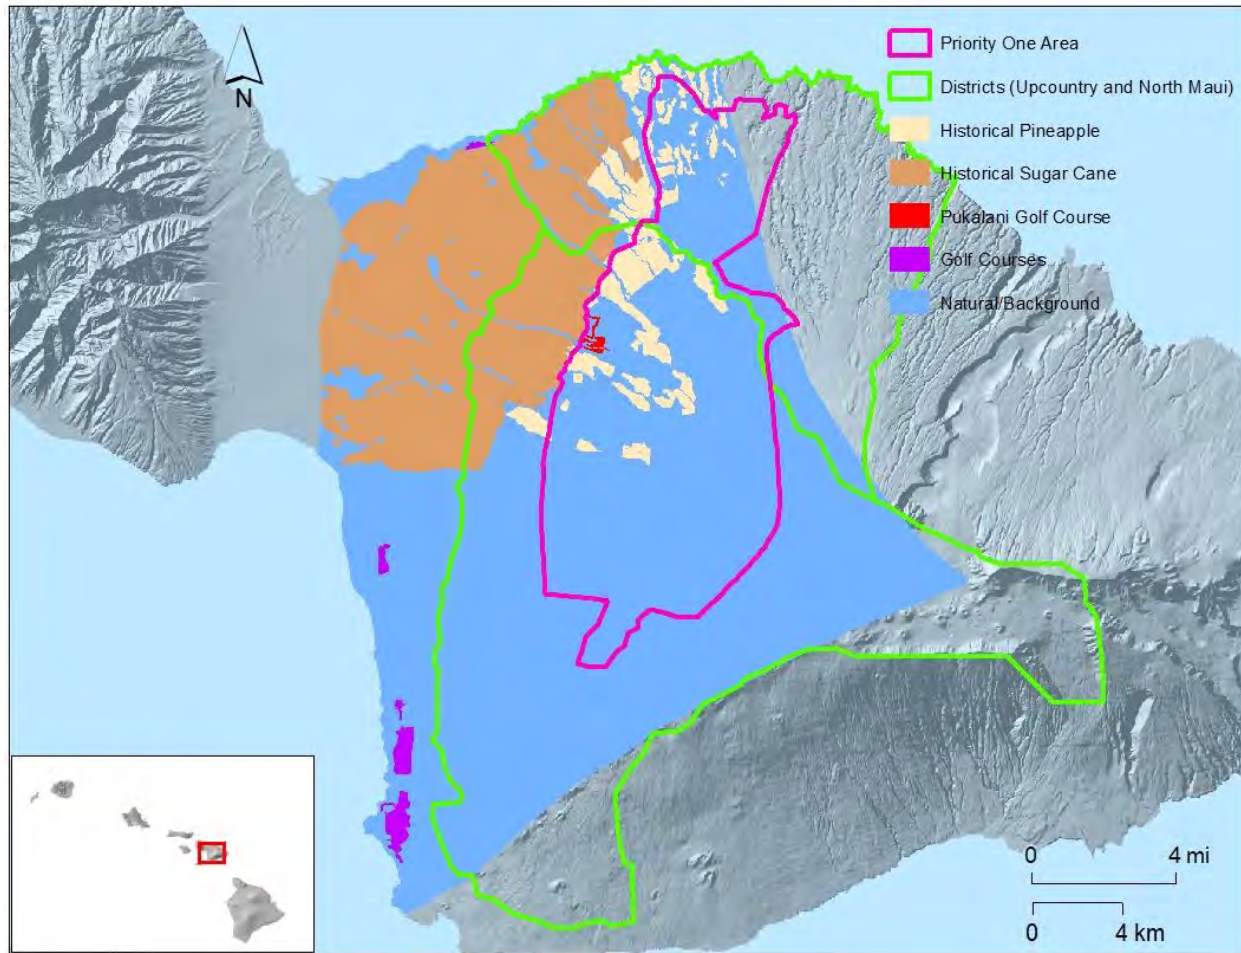 Priority One Area
N
Districts (Upcountry and North Maui)
Historical Pineapple
Historical Sugar Cane
Pukalani Golf Course
Golf Courses
Natural/Background
0 4 mi
0 4 km